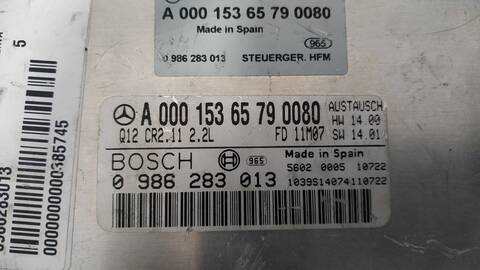 A 000 153 65 79 0080
Made in Spain
965
0 986 283 013 STEUERGER. HFM
5
0986283013
00000000000385745
A 000 153 65 79 0080 AUSTAUSCH
HW 14.00
Q12 CR2.11 2.2L FD 11M07 SW 14.01
BOSCH 965 Made in Spain
S602 0005 10722
0 986 283 013 1039S14074110722